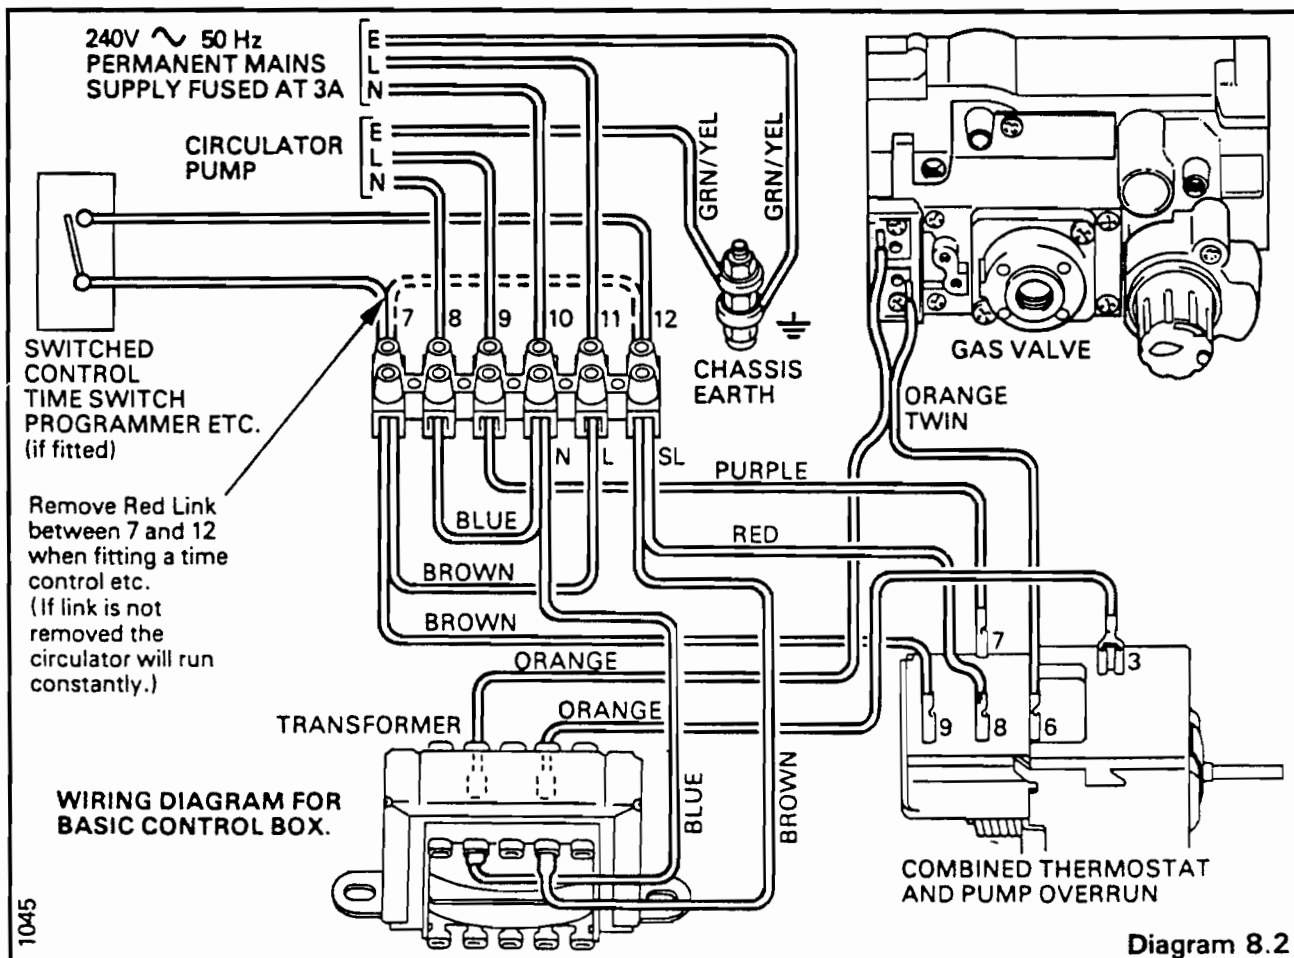 240V ∿ 50 Hz
PERMANENT MAINS
SUPPLY FUSED AT 3A
E
L
N
CIRCULATOR
PUMP
E
L
N
GRN/YEL
GRN/YEL
7
8
9
10
11
12
SWITCHED
CONTROL
TIME SWITCH
PROGRAMMER ETC.
(if fitted)
CHASSIS
EARTH
GAS VALVE
ORANGE
TWIN
N
L
SL
PURPLE
BLUE
RED
BROWN
BROWN
Remove Red Link
between 7 and 12
when fitting a time
control etc.
(If link is not
removed the
circulator will run
constantly.)
ORANGE
ORANGE
TRANSFORMER
7
3
9
8
6
BLUE
BROWN
WIRING DIAGRAM FOR
BASIC CONTROL BOX.
COMBINED THERMOSTAT
AND PUMP OVERRUN
1045
Diagram 8.2